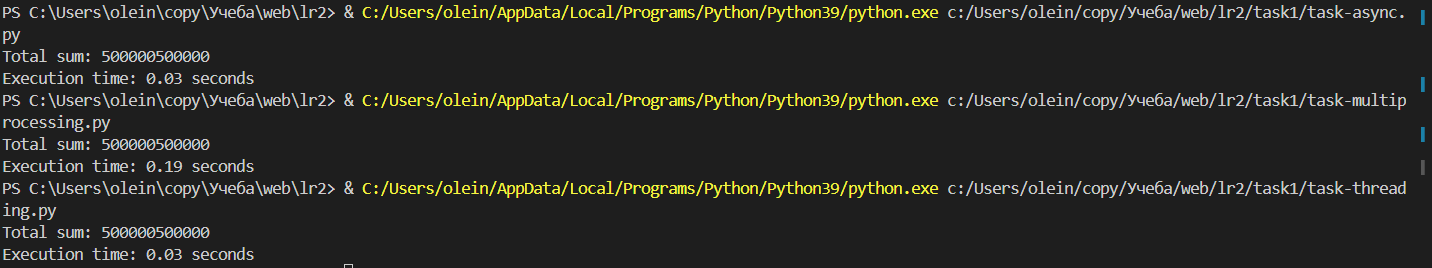 PS C:\Users\olein\copy\Учеба\web\lr2> & C:/Users/olein/AppData/Local/Programs/Python/Python39/python.exe c:/Users/olein/copy/Учеба/web/lr2/task1/task-async.
py
Total sum: 500000500000
Execution time: 0.03 seconds
PS C:\Users\olein\copy\Учеба\web\lr2> & C:/Users/olein/AppData/Local/Programs/Python/Python39/python.exe c:/Users/olein/copy/Учеба/web/lr2/task1/task-multip
rocessing.py
Total sum: 500000500000
Execution time: 0.19 seconds
PS C:\Users\olein\copy\Учеба\web\lr2> & C:/Users/olein/AppData/Local/Programs/Python/Python39/python.exe c:/Users/olein/copy/Учеба/web/lr2/task1/task-thread
ing.py
Total sum: 500000500000
Execution time: 0.03 seconds